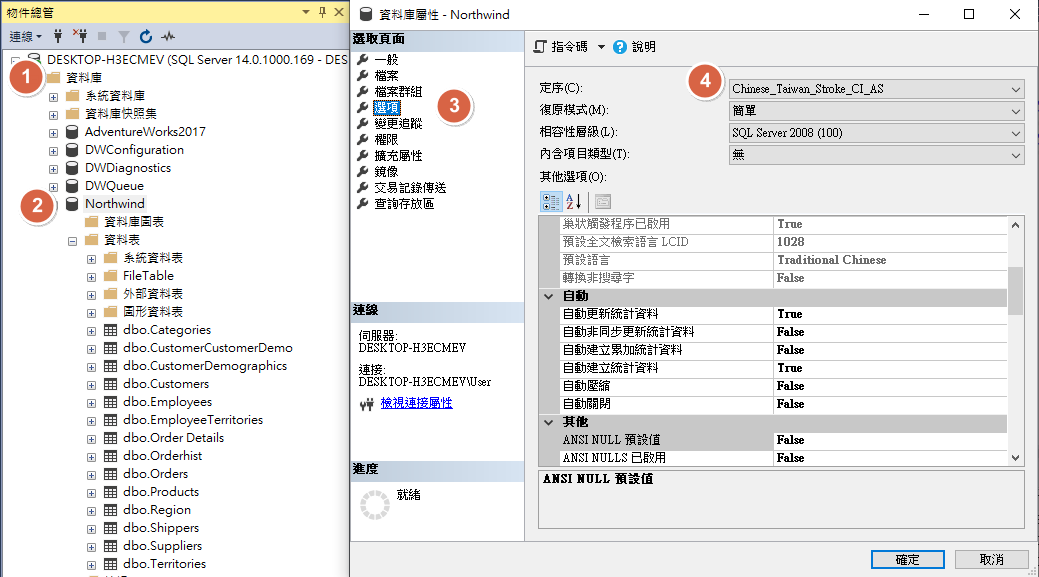 物件總管
連線
DESKTOP-H3ECMEV (SQL Server 14.0.1000.169 - DES
1
資料庫
系統資料庫
資料庫快照集
AdventureWorks2017
DWConfiguration
DWDiagnostics
DWQueue
2
Northwind
資料庫圖表
資料表
系統資料表
FileTable
外部資料表
圖形資料表
dbo.Categories
dbo.CustomerCustomerDemo
dbo.CustomerDemographics
dbo.Customers
dbo.Employees
dbo.EmployeeTerritories
dbo.Order Details
dbo.Orderhist
dbo.Orders
dbo.Products
dbo.Region
dbo.Shippers
dbo.Suppliers
dbo.Territories
資料庫屬性 - Northwind
選取頁面
一般
檔案
檔案群組
選項
3
變更追蹤
權限
擴充屬性
鏡像
交易記錄傳送
查詢存放區
連線
伺服器:
DESKTOP-H3ECMEV
連接:
DESKTOP-H3ECMEV\User
檢視連接屬性
進度
就緒
指令碼
說明
4
定序(C): Chinese_Taiwan_Stroke_CI_AS
復原模式(M): 簡單
相容性層級(L): SQL Server 2008 (100)
內含項目類型(T): 無
其他選項(O):
巢狀觸發程序已啟用 True
預設全文檢索語言 LCID 1028
預設語言 Traditional Chinese
轉換非搜尋字 False
自動
自動更新統計資料 True
自動非同步更新統計資料 False
自動建立累加統計資料 False
自動建立統計資料 True
自動壓縮 False
自動關閉 False
其他
ANSI NULL 預設值 False
ANSI NULLS 已啟用 False
ANSI NULL 預設值
確定
取消